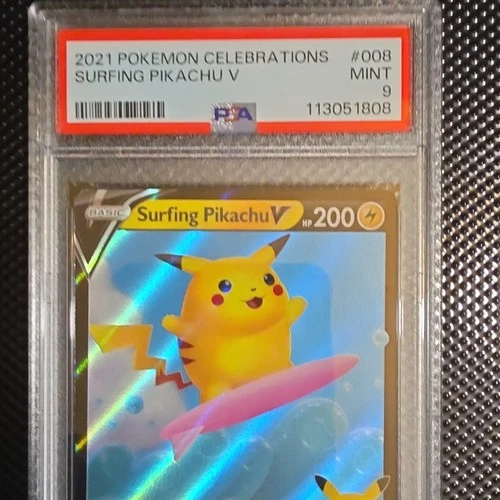 2021 POKEMON CELEBRATIONS #008
SURFING PIKACHU V MINT
9
PSA 113051808
BASIC Surfing Pikachu V HP 200